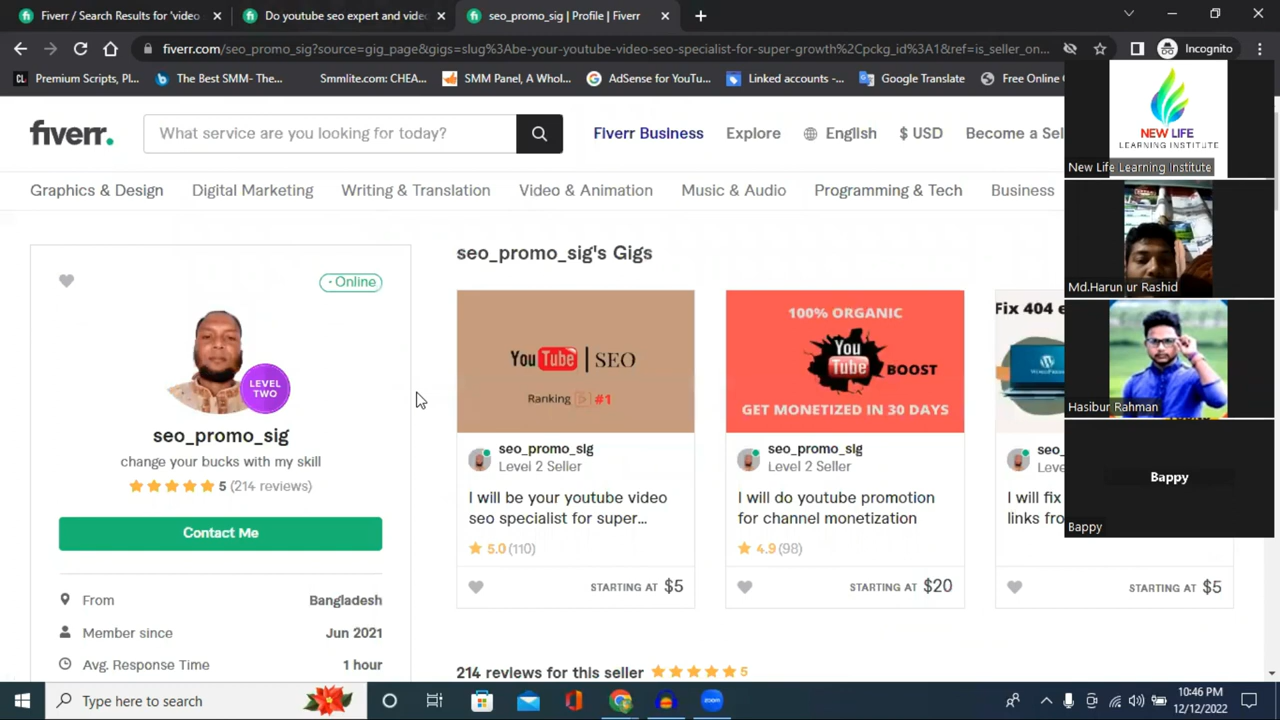 Fiverr / Search Results for 'video
Do youtube seo expert and video
seo_promo_sig | Profile | Fiverr
fiverr.com/seo_promo_sig?source=gig_page&gigs=slug%3Abe-your-youtube-video-seo-specialist-for-super-growth%2Cpckg_id%3A1&ref=is_seller_on...
Incognito
Premium Scripts, Pl...
The Best SMM- The...
Smmlite.com: CHEA...
SMM Panel, A Whol...
AdSense for YouTu...
Linked accounts -...
Google Translate
Free Online
fiverr.
What service are you looking for today?
Fiverr Business
Explore
English
$ USD
Become a Sel
Graphics & Design
Digital Marketing
Writing & Translation
Video & Animation
Music & Audio
Programming & Tech
Business
Online
LEVEL
TWO
seo_promo_sig
change your bucks with my skill
5 (214 reviews)
Contact Me
From Bangladesh
Member since Jun 2021
Avg. Response Time 1 hour
seo_promo_sig's Gigs
YouTube | SEO
Ranking #1
seo_promo_sig
Level 2 Seller
I will be your youtube video
seo specialist for super...
5.0 (110)
STARTING AT $5
100% ORGANIC
You
Tube
BOOST
GET MONETIZED IN 30 DAYS
seo_promo_sig
Level 2 Seller
I will do youtube promotion
for channel monetization
4.9 (98)
STARTING AT $20
Fix 404 e
seo_
Leve
I will fix
links fro
STARTING AT $5
214 reviews for this seller 5
NEW LIFE
LEARNING INSTITUTE
New Life Learning Institute
Md.Harun ur Rashid
Hasibur Rahman
Bappy
Bappy
Type here to search
zoom
10:46 PM
12/12/2022